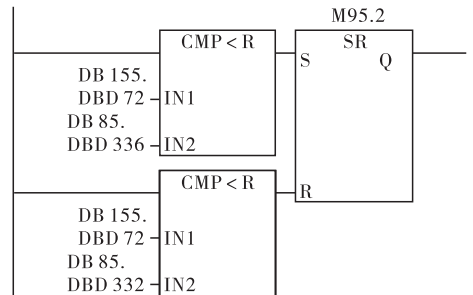 M95.2
CMP<R
SR
S
Q
DB 155.
DBD 72
IN1
DB 85.
DBD 336
IN2
CMP<R
R
DB 155.
DBD 72
IN1
DB 85.
DBD 332
IN2